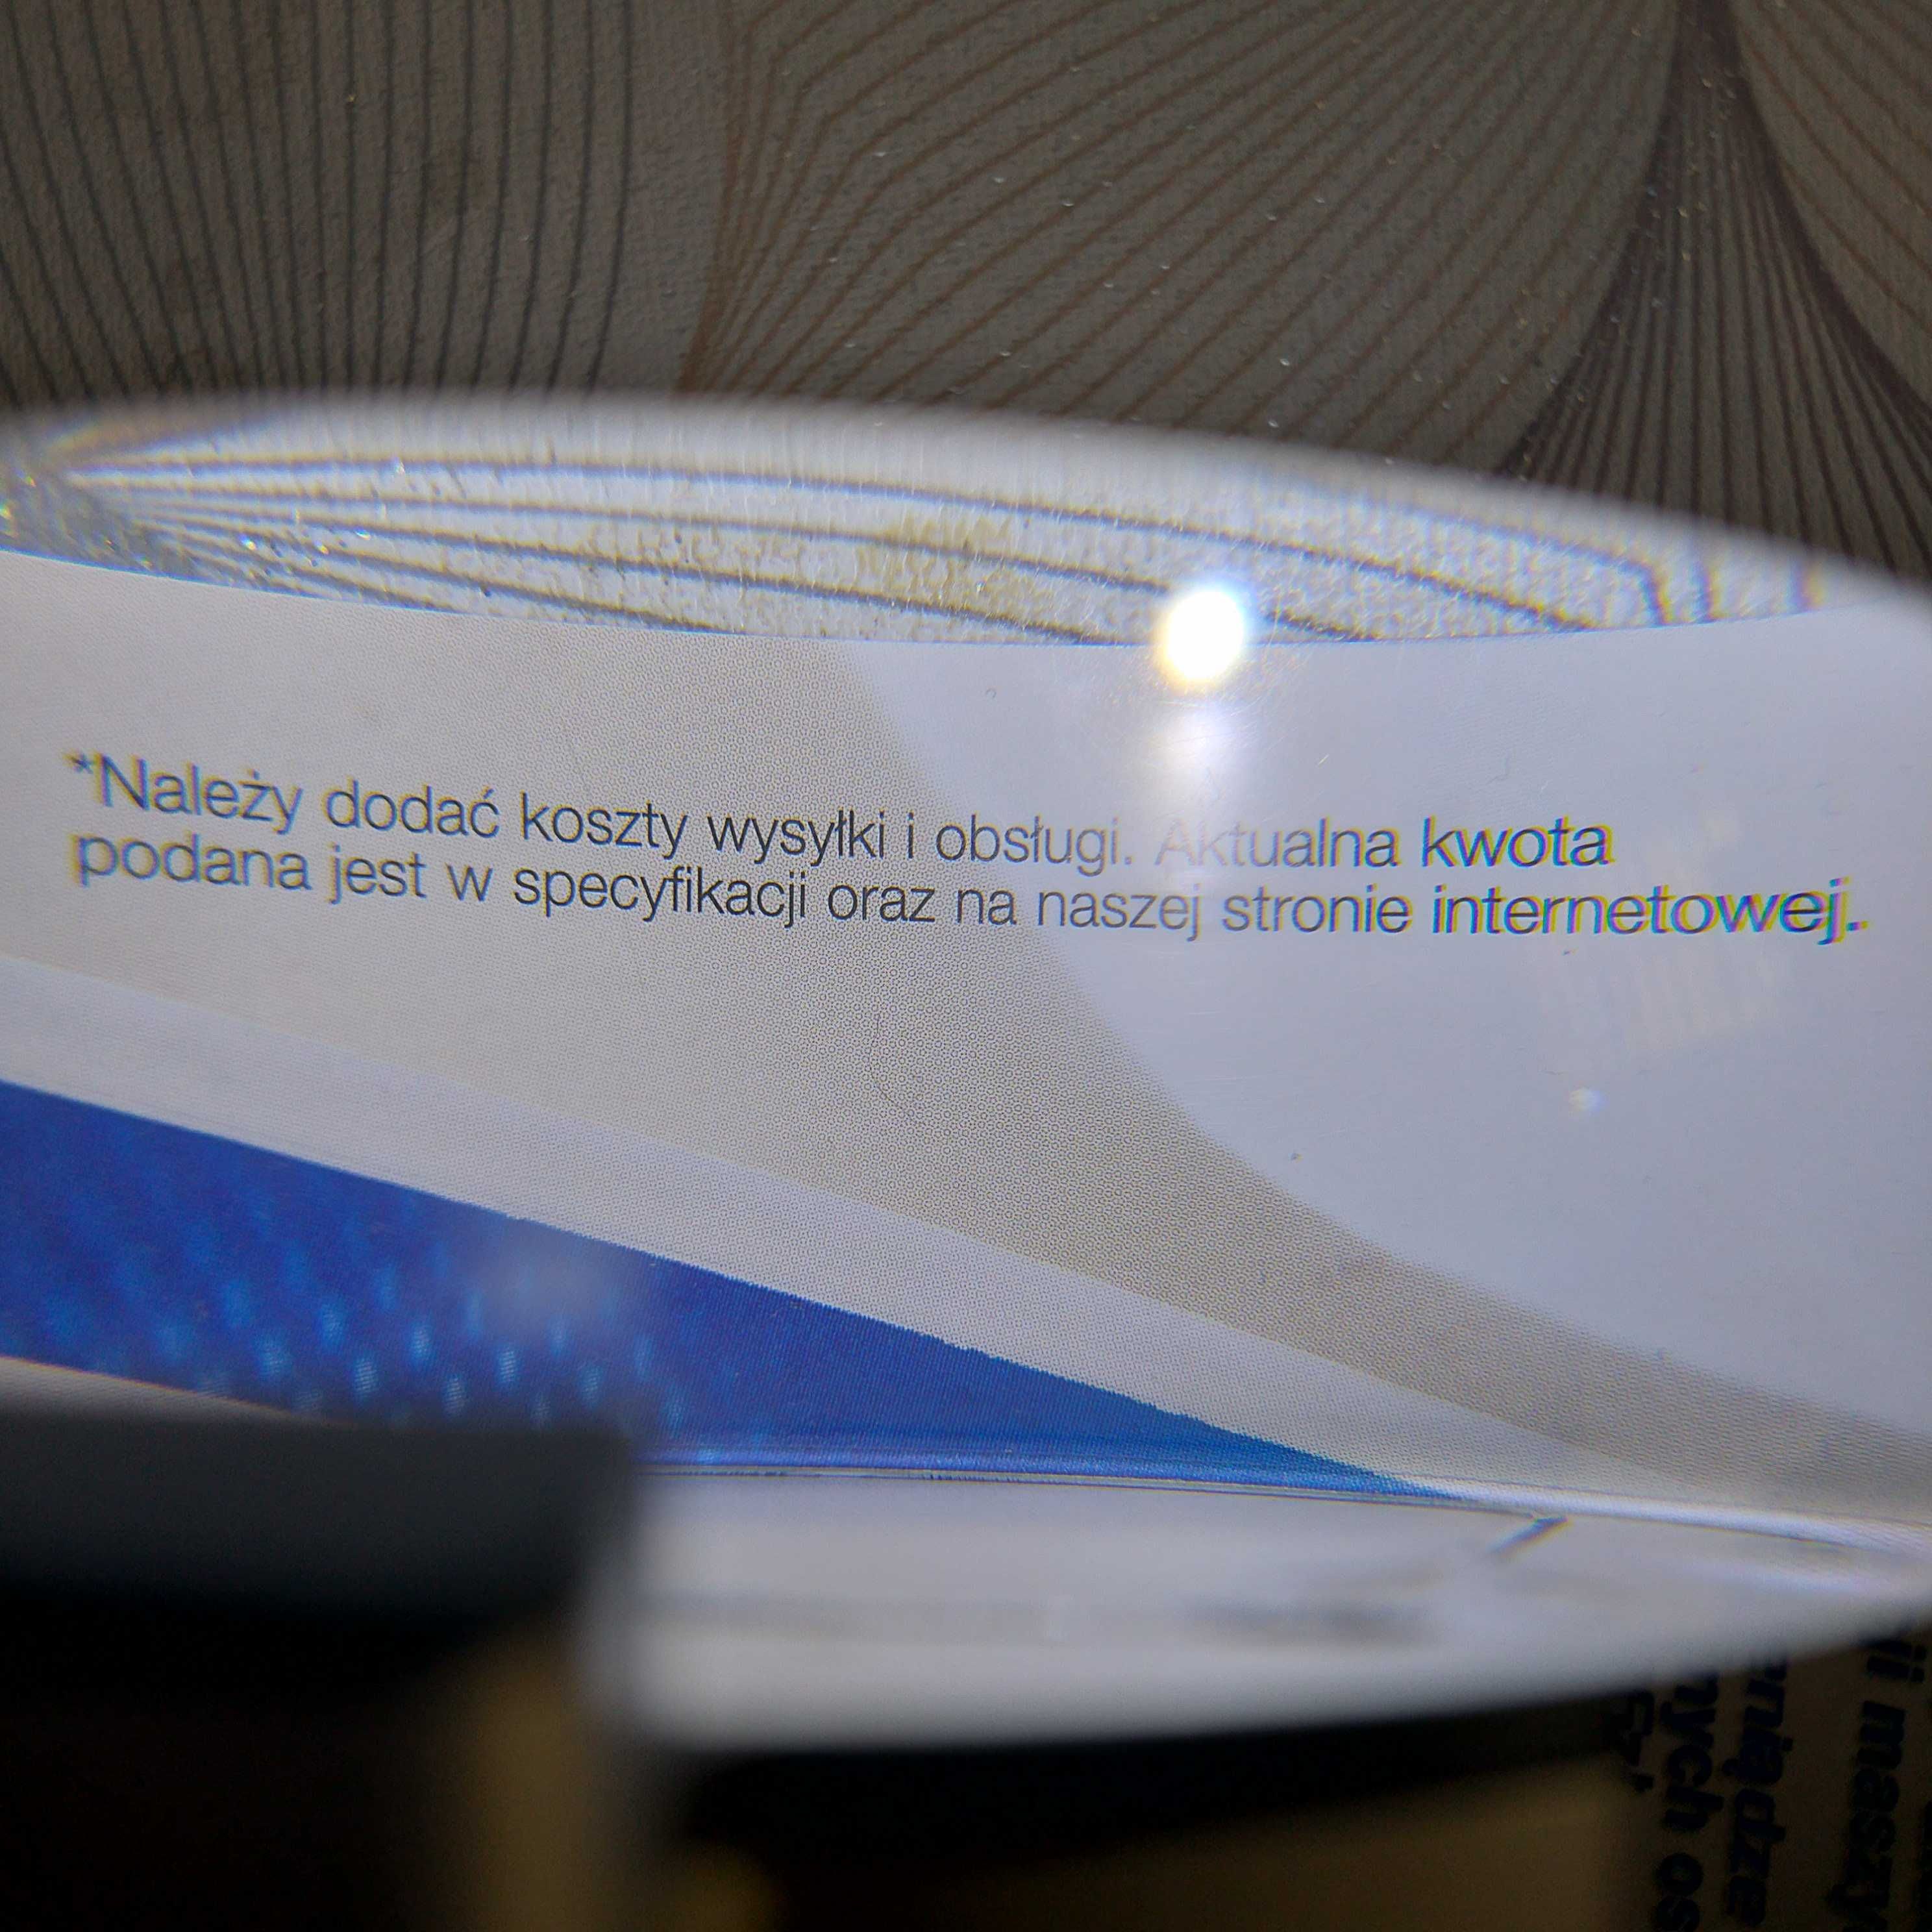 *Należy dodać koszty wysyłki i obsługi. Aktualna kwota
podana jest w specyfikacji oraz na naszej stronie internetowej.